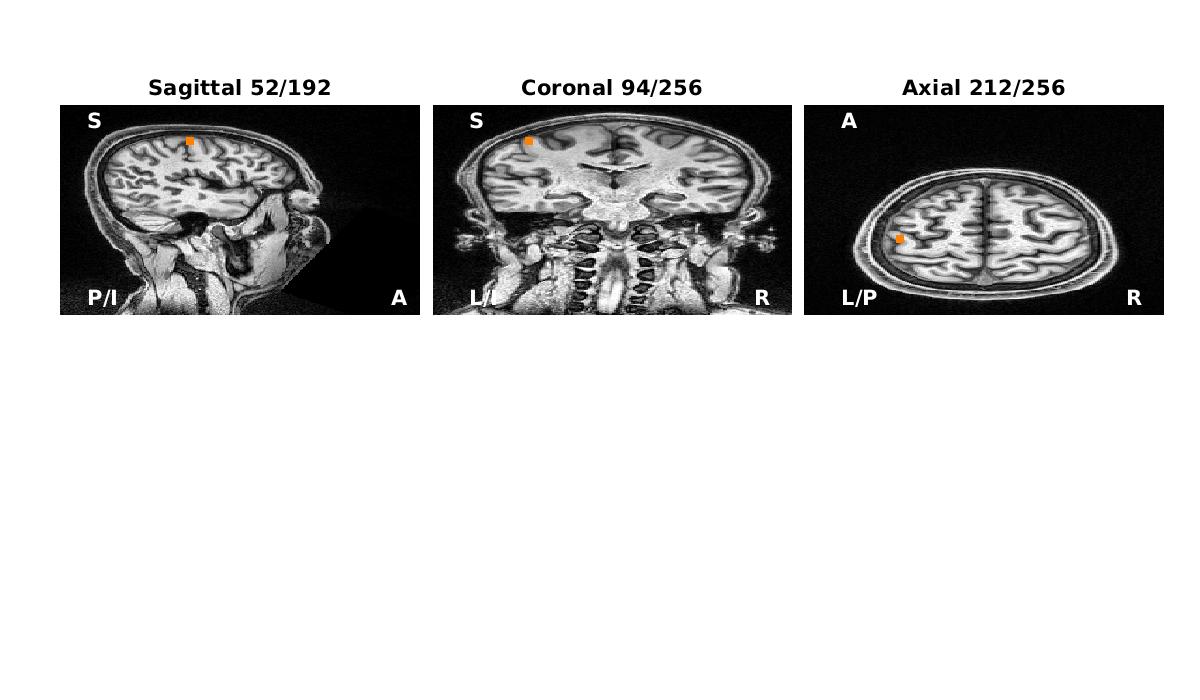 Sagittal 52/192
Coronal 94/256
Axial 212/256
S
S
A
P/I
A
L/I
R
L/P
R